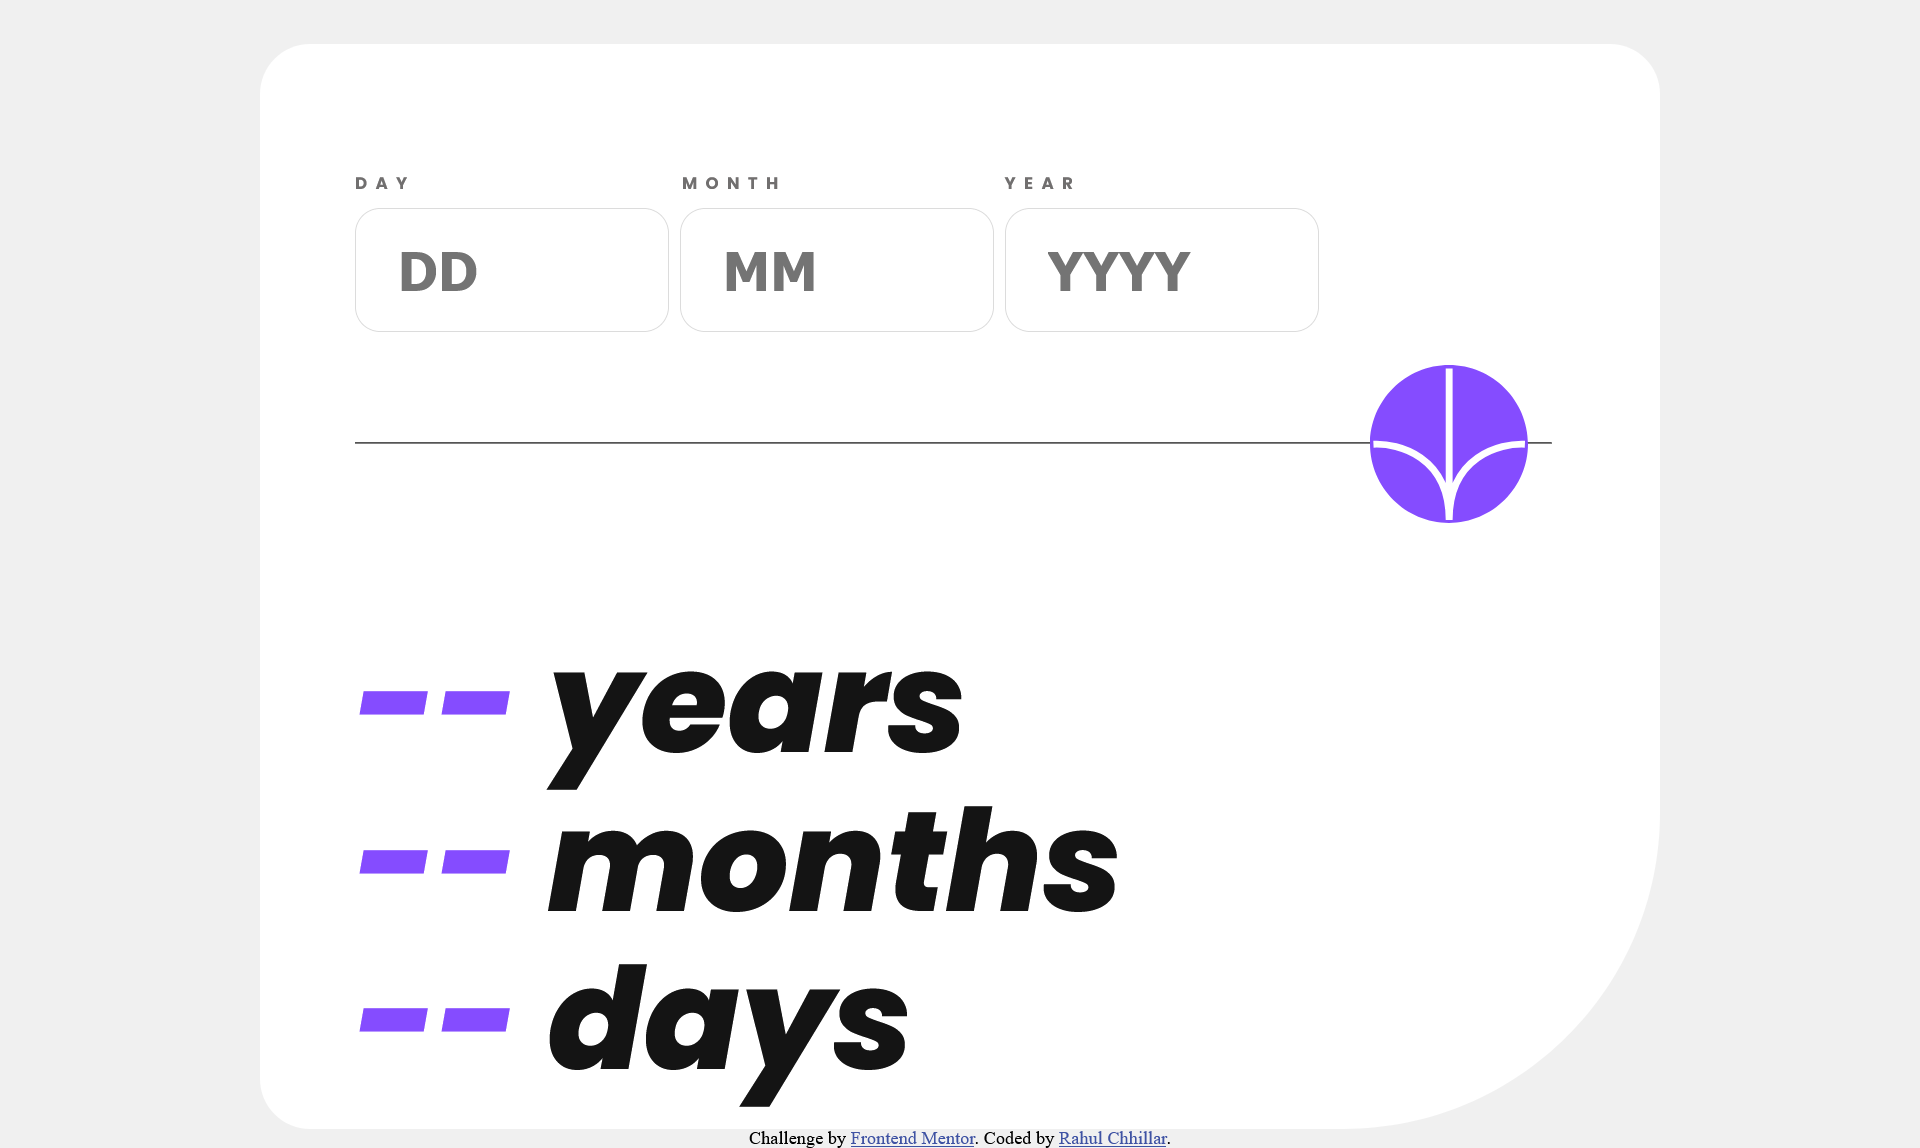 DAY MONTH YEAR
DD MM YYYY
-- years
-- months
-- days
Challenge by Frontend Mentor. Coded by Rahul Chhillar.